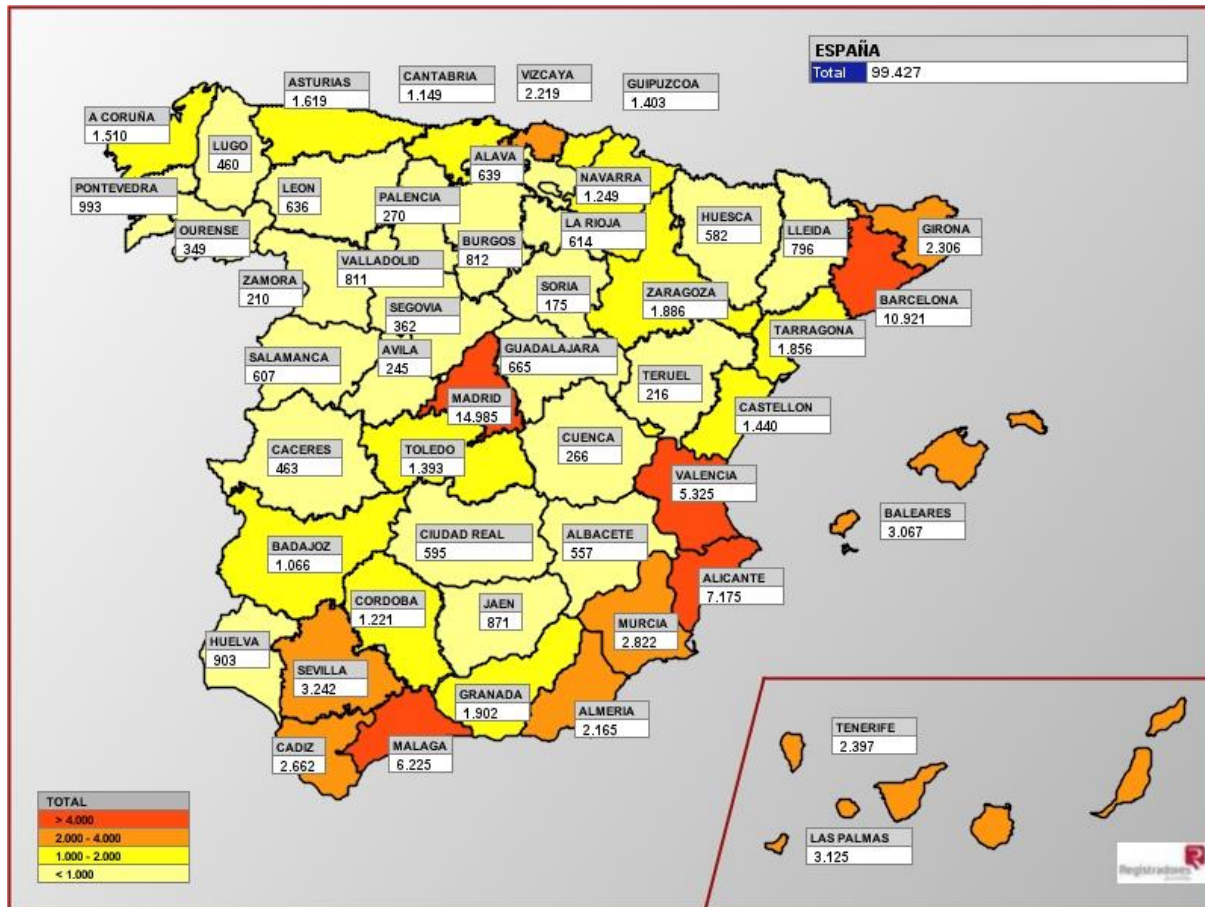 ESPAÑA
Total 99.427
ASTURIAS
1.619
CANTABRIA
1.149
VIZCAYA
2.219
GUIPUZCOA
1.403
A CORUÑA
1.510
LUGO
460
ALAVA
639
NAVARRA
1.249
PONTEVEDRA
993
LEON
636
PALENCIA
270
LA RIOJA
614
HUESCA
582
LLEIDA
796
GIRONA
2.306
OURENSE
349
VALLADOLID
811
BURGOS
812
ZAMORA
210
SEGOVIA
362
SORIA
175
ZARAGOZA
1.886
BARCELONA
10.921
TARRAGONA
1.856
SALAMANCA
607
AVILA
245
GUADALAJARA
665
TERUEL
216
MADRID
14.985
CASTELLON
1.440
CACERES
463
TOLEDO
1.393
CUENCA
266
VALENCIA
5.325
BALEARES
3.067
CIUDAD REAL
595
ALBACETE
557
BADAJOZ
1.066
ALICANTE
7.175
CORDOBA
1.221
JAEN
871
MURCIA
2.822
HUELVA
903
SEVILLA
3.242
GRANADA
1.902
ALMERIA
2.165
CADIZ
2.662
MALAGA
6.225
TENERIFE
2.397
LAS PALMAS
3.125
TOTAL
> 4.000
2.000 - 4.000
1.000 - 2.000
< 1.000
Registradores